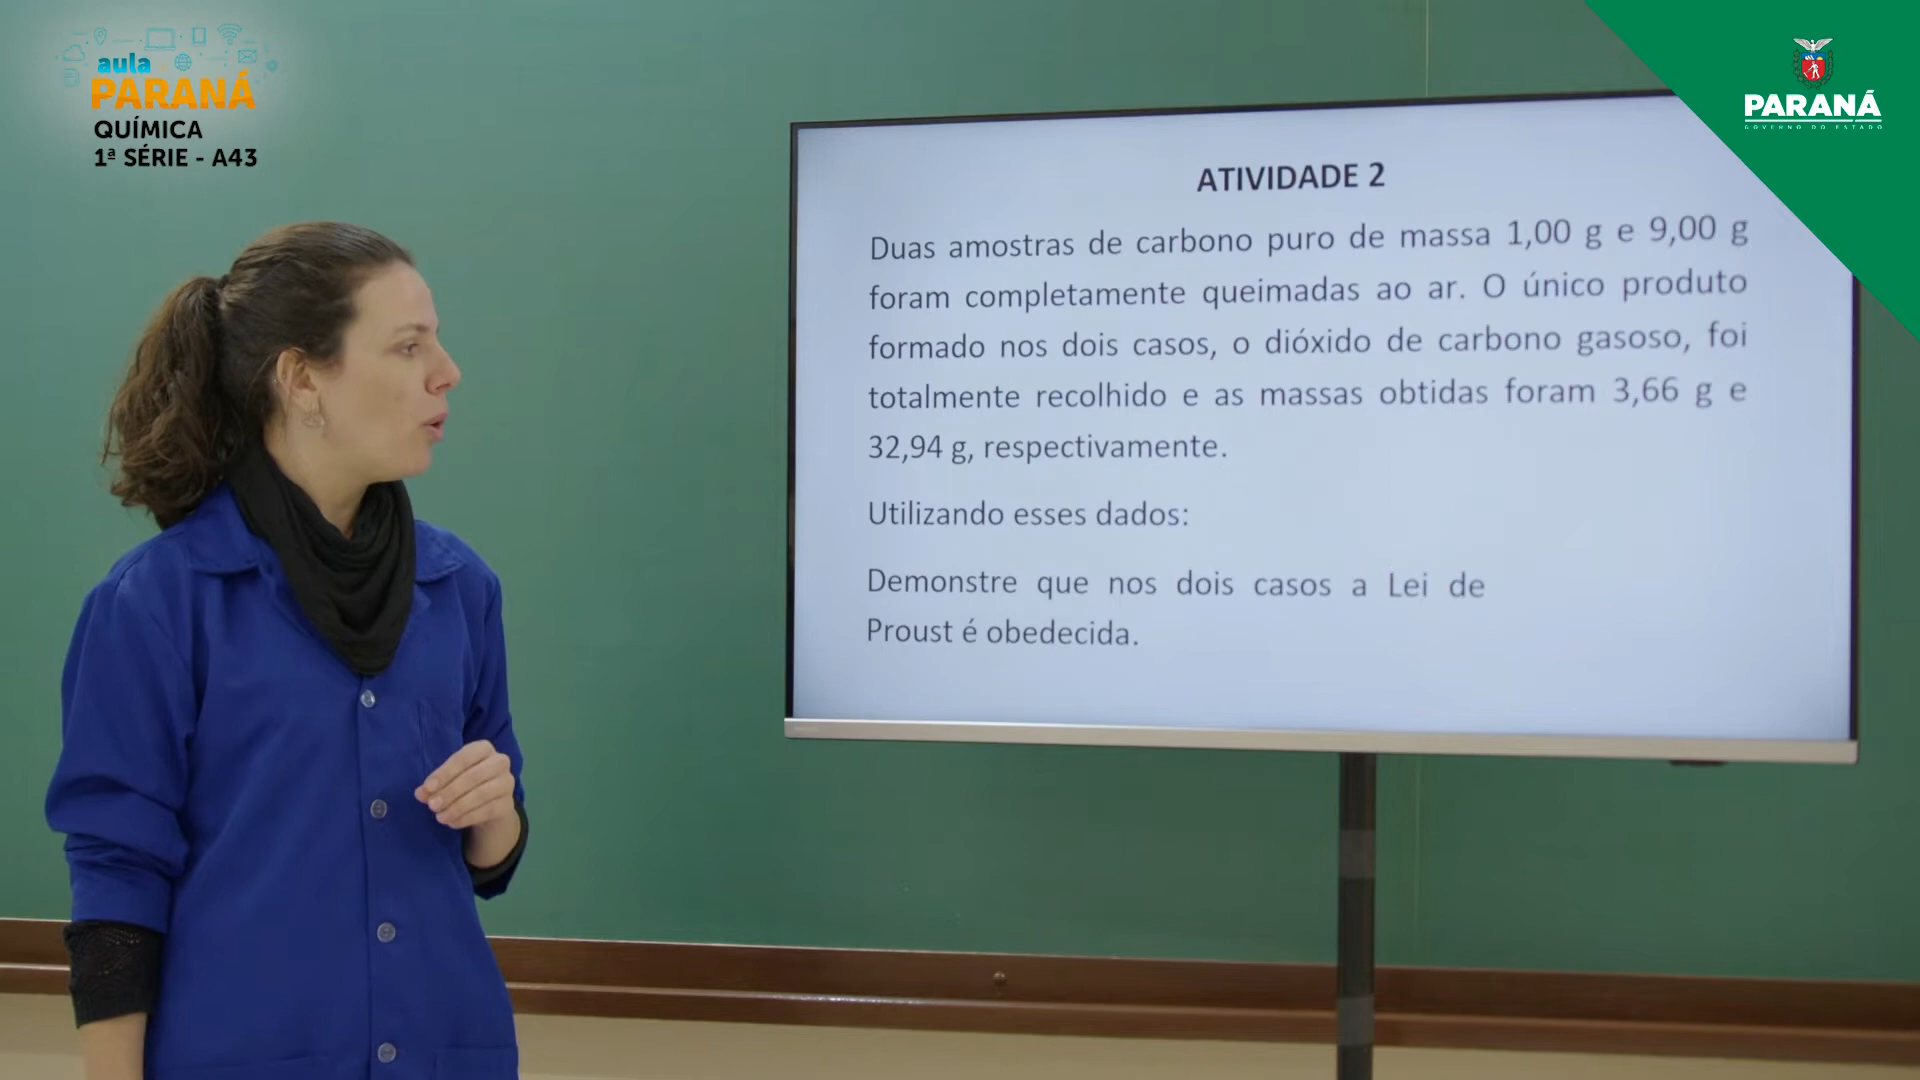 aula
PARANÁ
QUÍMICA
1ª SÉRIE - A43
PARANÁ
GOVERNO DO ESTADO
ATIVIDADE 2
Duas amostras de carbono puro de massa 1,00 g e 9,00 g
foram completamente queimadas ao ar. O único produto
formado nos dois casos, o dióxido de carbono gasoso, foi
totalmente recolhido e as massas obtidas foram 3,66 g e
32,94 g, respectivamente.
Utilizando esses dados:
Demonstre que nos dois casos a Lei de
Proust é obedecida.